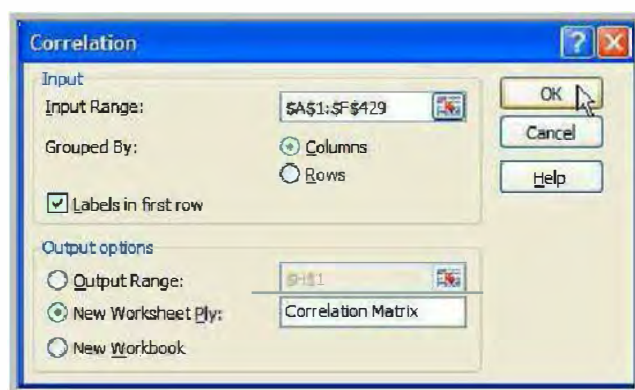 Correlation
Input
Input Range: $A$1:$F$429 OK
Grouped By: Columns Cancel
Rows Help
Labels in first row
Output options
Output Range: $H$1
New Worksheet Ply: Correlation Matrix
New Workbook